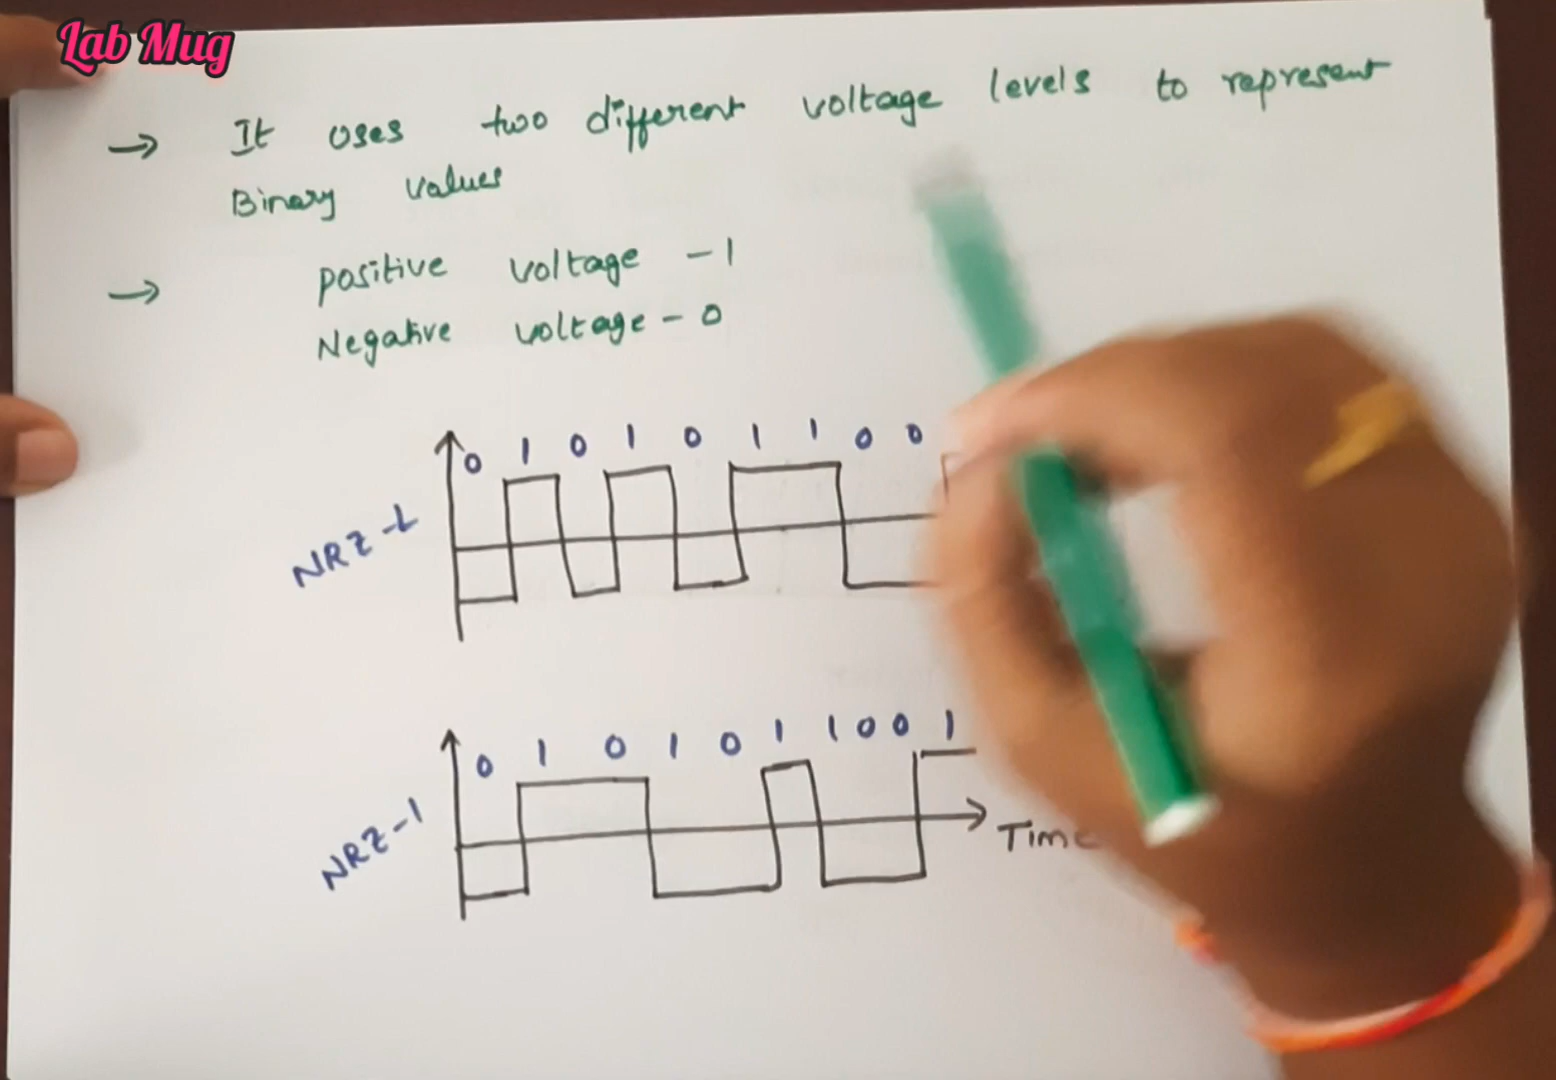 Lab Mug
→ It uses two different voltage levels to represent
Binary values
→ positive voltage - 1
Negative voltage - 0
0 1 0 1 0 1 1 0 0
NRZ-L
0 1 0 1 0 1 1 0 0 1
NRZ-I
Time